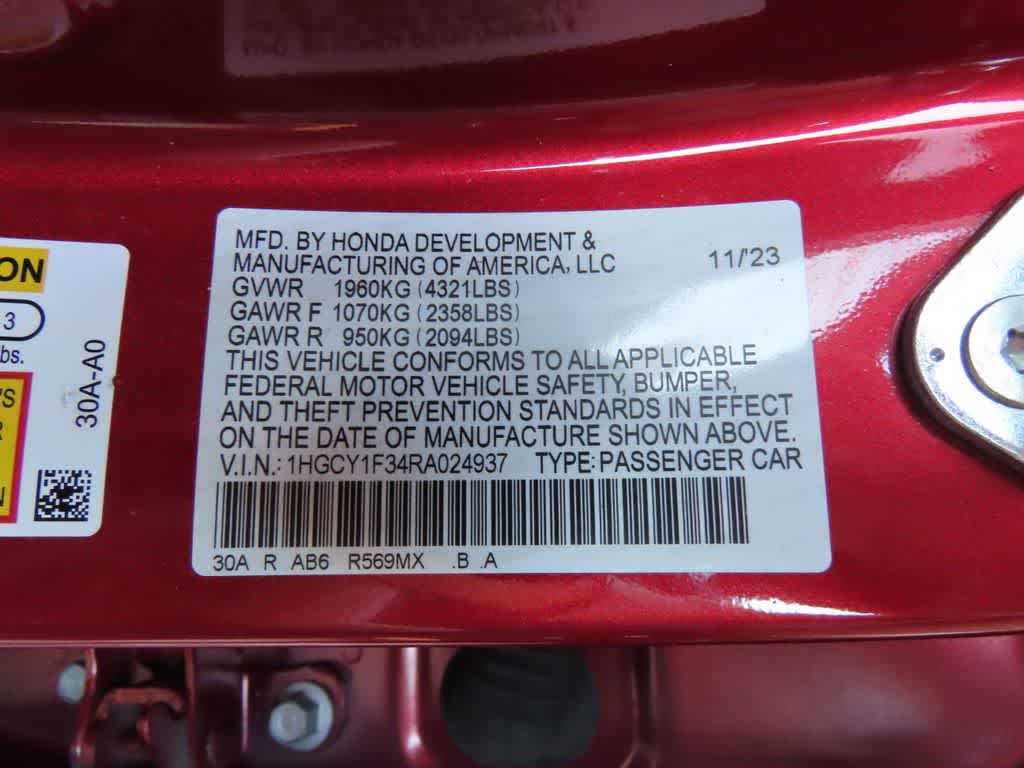 MFD. BY HONDA DEVELOPMENT &
MANUFACTURING OF AMERICA, LLC 11/'23
GVWR 1960KG (4321LBS)
GAWR F 1070KG (2358LBS)
GAWR R 950KG (2094LBS)
THIS VEHICLE CONFORMS TO ALL APPLICABLE
FEDERAL MOTOR VEHICLE SAFETY, BUMPER,
AND THEFT PREVENTION STANDARDS IN EFFECT
ON THE DATE OF MANUFACTURE SHOWN ABOVE.
V.I.N.: 1HGCY1F34RA024937 TYPE: PASSENGER CAR
30A R AB6 R569MX .B .A
3
bs.
30A-A0